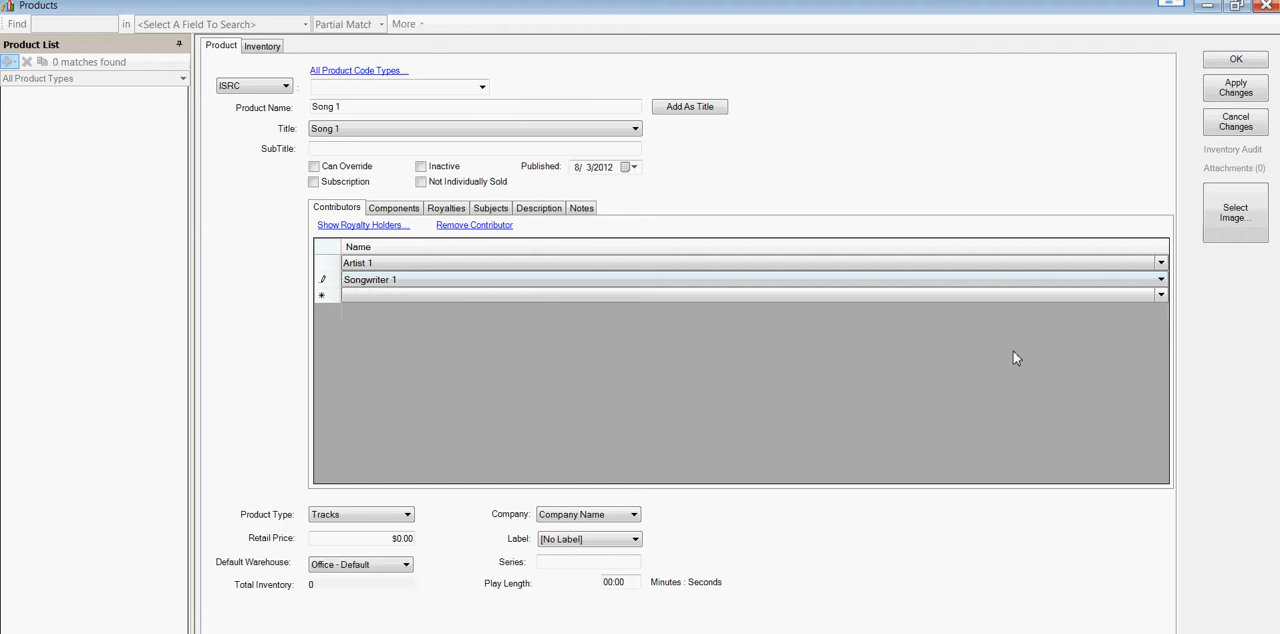 Products
Find in <Select A Field To Search> Partial Match More
Product List
0 matches found
All Product Types
Product Inventory
All Product Code Types...
ISRC :
Product Name: Song 1 Add As Title
Title: Song 1
SubTitle:
Can Override Inactive Published: 8/ 3/2012
Subscription Not Individually Sold
Contributors Components Royalties Subjects Description Notes
Show Royalty Holders... Remove Contributor
Name
Artist 1
Songwriter 1
Product Type: Tracks Company: Company Name
Retail Price: $0.00 Label: [No Label]
Default Warehouse: Office - Default Series:
Total Inventory: 0 Play Length: 00:00 Minutes : Seconds
OK
Apply
Changes
Cancel
Changes
Inventory Audit
Attachments (0)
Select
Image...